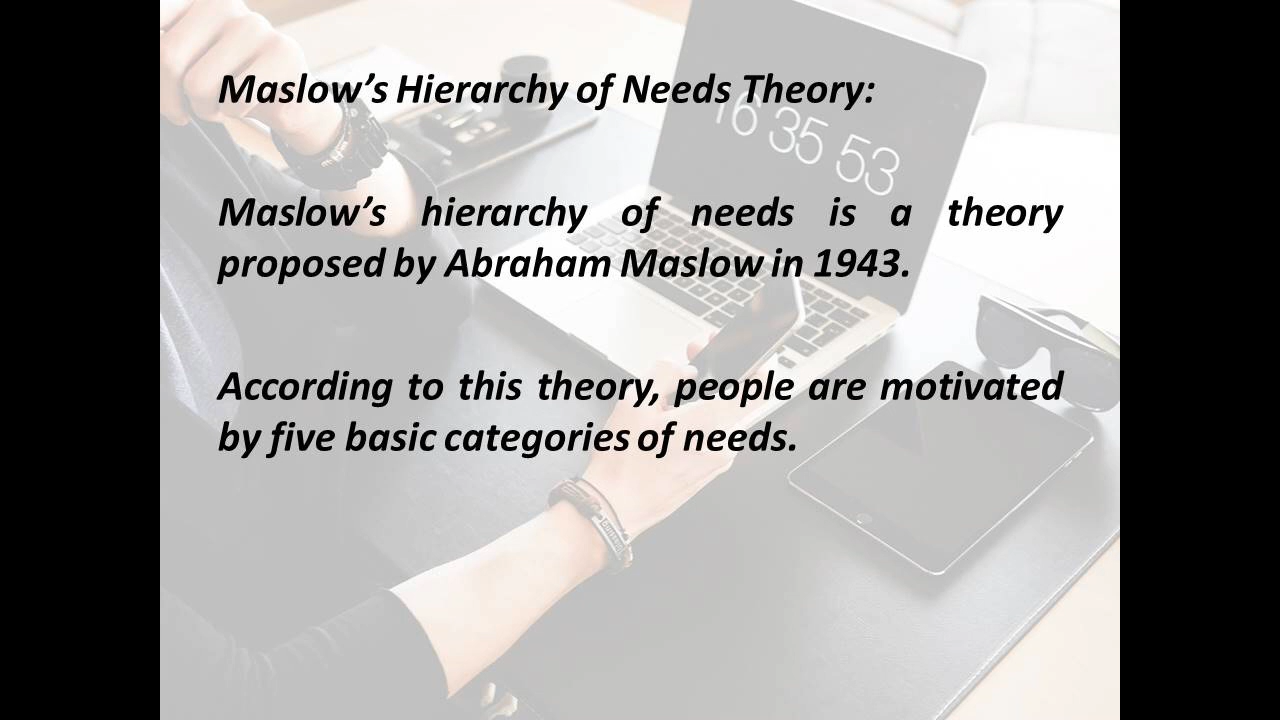 Maslow’s Hierarchy of Needs Theory:
16 35 53
Maslow’s hierarchy of needs is a theory
proposed by Abraham Maslow in 1943.
According to this theory, people are motivated
by five basic categories of needs.